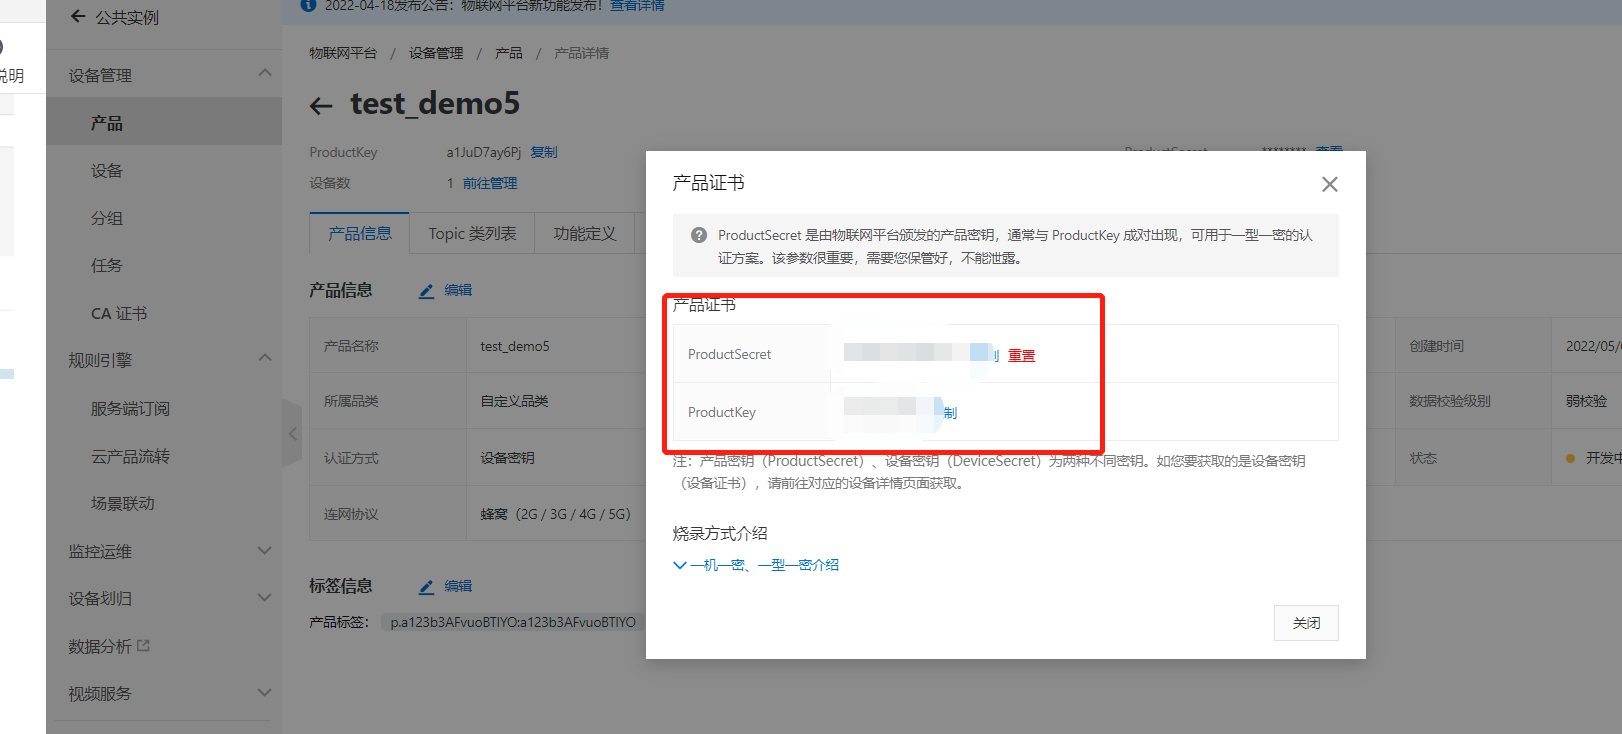 公共实例
2022-04-18发布公告：物联网平台新功能发布！查看详情
说明
设备管理
产品
设备
分组
任务
CA 证书
规则引擎
服务端订阅
云产品流转
场景联动
监控运维
设备划归
数据分析
视频服务
物联网平台 / 设备管理 / 产品 / 产品详情
test_demo5
ProductKey a1JuD7ay6Pj 复制
ProductSecret ******** 查看
设备数 1 前往管理
产品信息 Topic 类列表 功能定义
产品信息 编辑
产品名称 test_demo5
创建时间 2022/05/
所属品类 自定义品类
数据校验级别 弱校验
认证方式 设备密钥
状态 开发中
连网协议 蜂窝（2G / 3G / 4G / 5G）
标签信息 编辑
产品标签： p.a123b3AFvuoBTIYO:a123b3AFvuoBTIYO
产品证书
ProductSecret 是由物联网平台颁发的产品密钥，通常与 ProductKey 成对出现，可用于一型一密的认
证方案。该参数很重要，需要您保管好，不能泄露。
产品证书
ProductSecret 重置
ProductKey 制
注：产品密钥（ProductSecret）、设备密钥（DeviceSecret）为两种不同密钥。如您要获取的是设备密钥
（设备证书），请前往对应的设备详情页面获取。
烧录方式介绍
一机一密、一型一密介绍
关闭